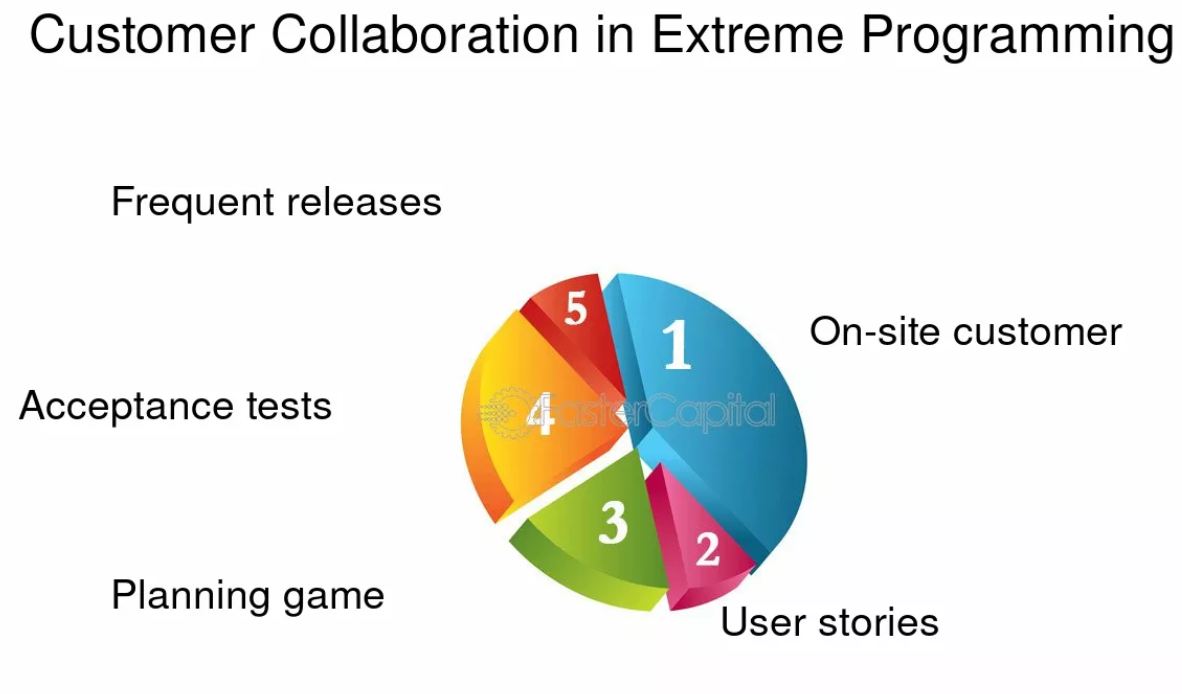 Customer Collaboration in Extreme Programming
Frequent releases
5
1
On-site customer
Acceptance tests
4
FasterCapital
3
2
Planning game
User stories